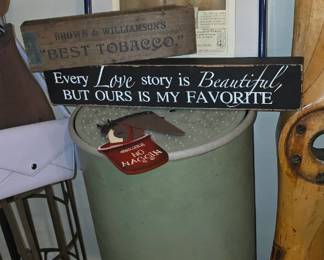 BROWN & WILLIAMSON'S
"BEST TOBACCO."
Every Love story is Beautiful,
BUT OURS IS MY FAVORITE
NO
NAGGIN'